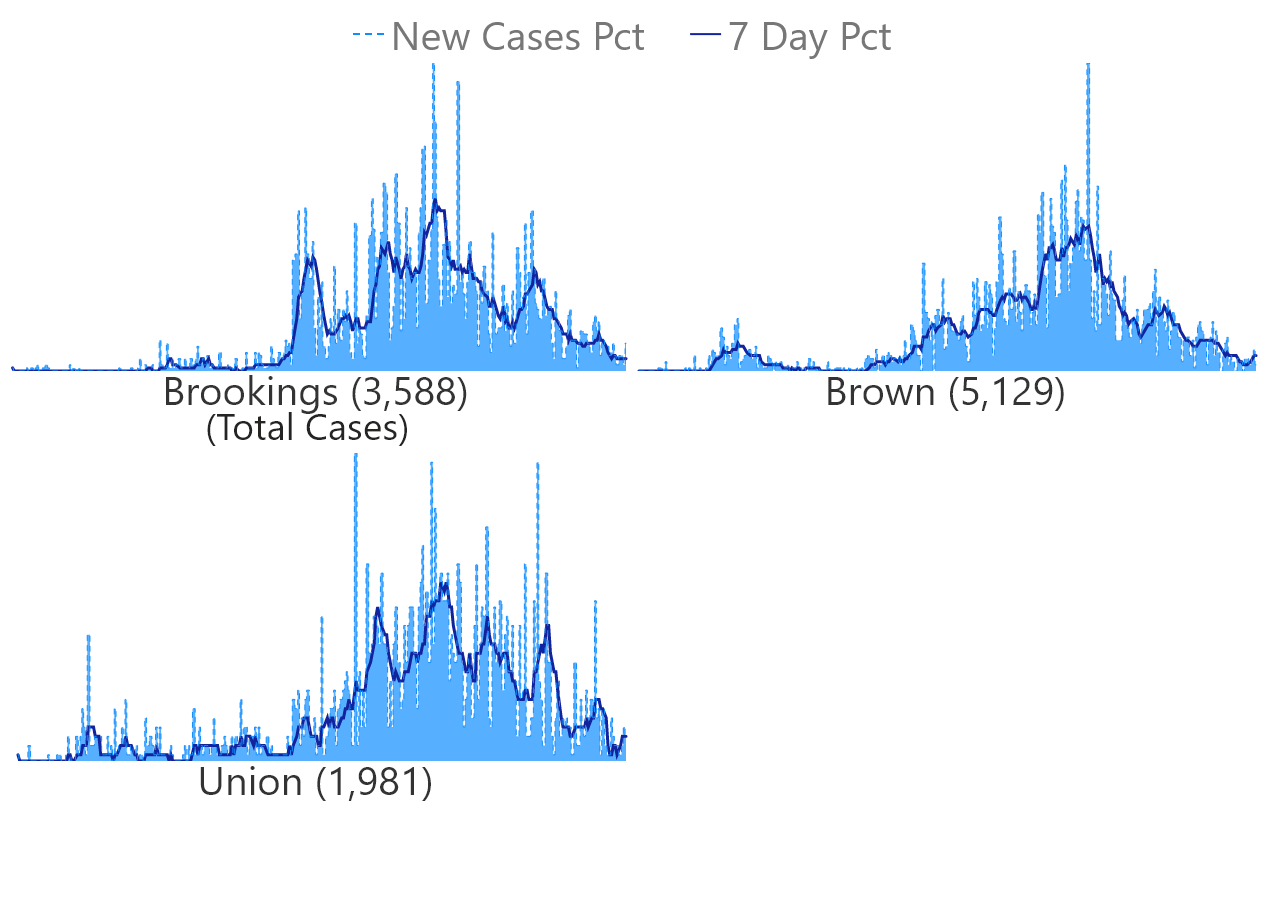 New Cases Pct 7 Day Pct
Brookings (3,588) Brown (5,129)
(Total Cases)
Union (1,981)